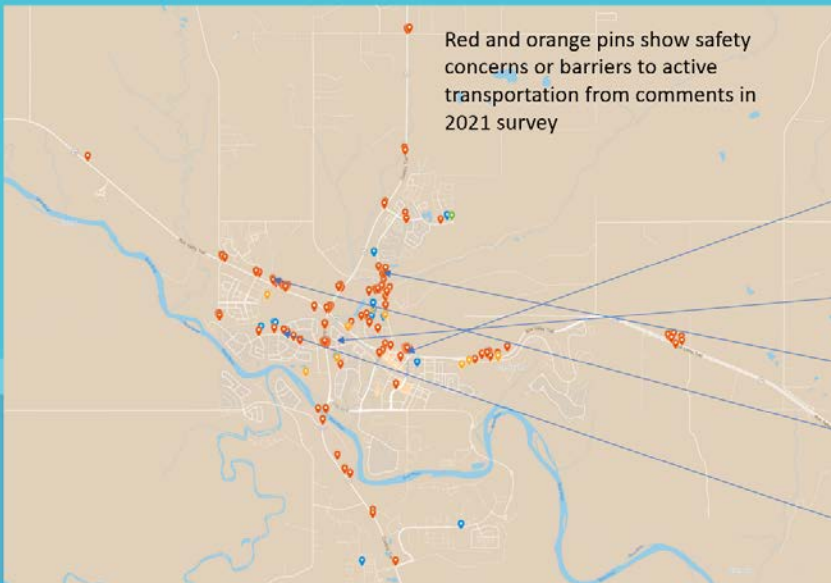 Red and orange pins show safety
concerns or barriers to active
transportation from comments in
2021 survey